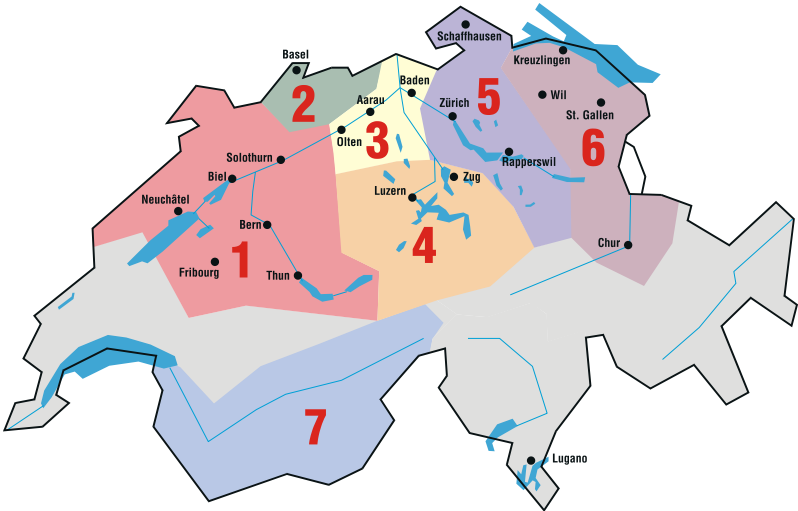 Schaffhausen
Basel
Kreuzlingen
Baden
2
5
Wil
Aarau
Zürich
St. Gallen
Olten
3
6
Solothurn
Rapperswil
Biel
Zug
Luzern
Neuchâtel
Bern
4
Chur
1
Fribourg
Thun
7
Lugano